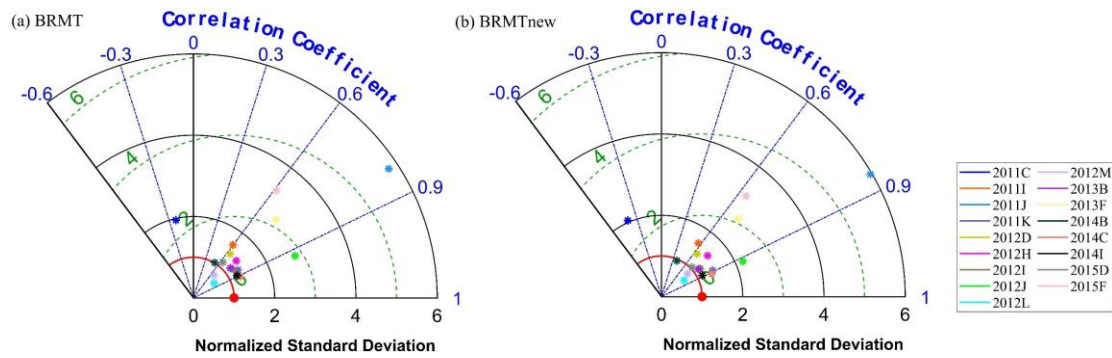 (a) BRMT
Correlation Coefficient
-0.6
-0.3
0
0.3
0.6
0.9
1
6
4
2
0
0
2
4
6
Normalized Standard Deviation
(b) BRMTnew
Correlation Coefficient
-0.6
-0.3
0
0.3
0.6
0.9
1
6
4
2
0
0
2
4
6
Normalized Standard Deviation
2011C 2012M
2011I 2013B
2011J 2013F
2011K 2014B
2012D 2014C
2012H 2014I
2012I 2015D
2012J 2015F
2012L